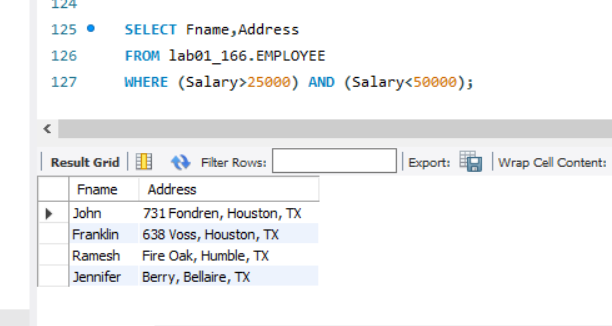 124
125 SELECT Fname,Address
126 FROM lab01_166.EMPLOYEE
127 WHERE (Salary>25000) AND (Salary<50000);
Result Grid Filter Rows: Export: Wrap Cell Content:
Fname Address
John 731 Fondren, Houston, TX
Franklin 638 Voss, Houston, TX
Ramesh Fire Oak, Humble, TX
Jennifer Berry, Bellaire, TX